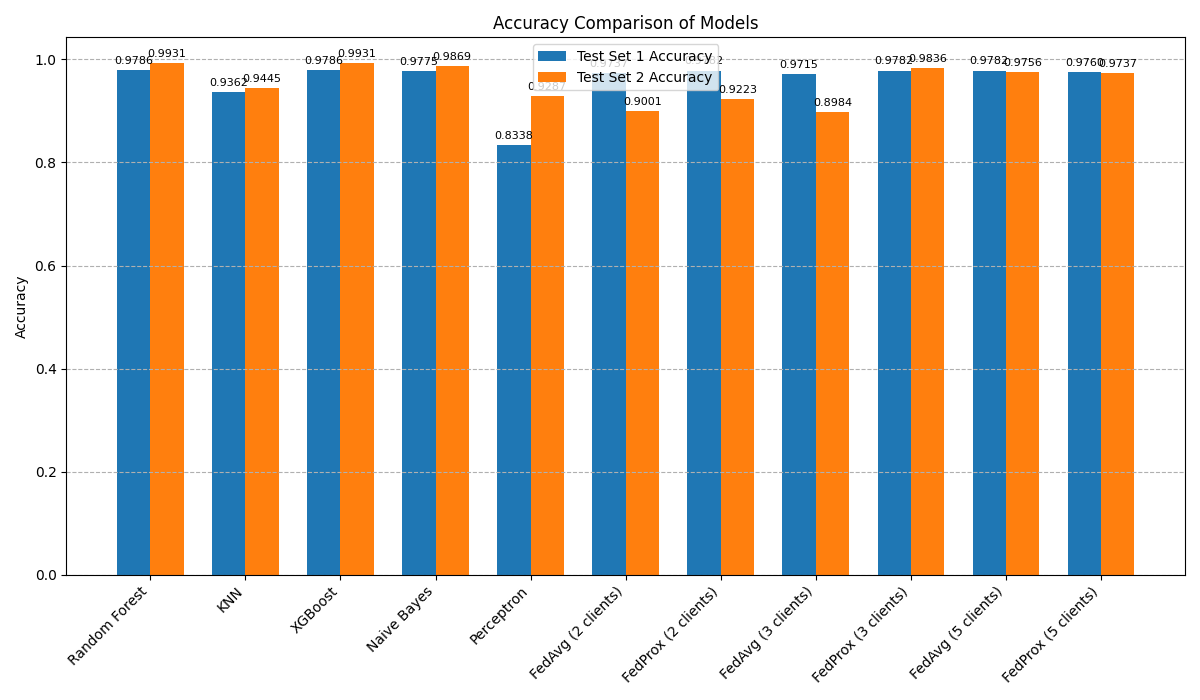 Accuracy Comparison of Models
Test Set 1 Accuracy
Test Set 2 Accuracy
Accuracy
1.0
0.8
0.6
0.4
0.2
0.0
0.9786
0.9931
0.9362
0.9445
0.9786
0.9931
0.9775
0.9869
0.8338
0.9287
0.9001
0.9223
0.9715
0.8984
0.9782
0.9836
0.9782
0.9756
0.9760
0.9737
Random Forest
KNN
XGBoost
Naive Bayes
Perceptron
FedAvg (2 clients)
FedProx (2 clients)
FedAvg (3 clients)
FedProx (3 clients)
FedAvg (5 clients)
FedProx (5 clients)